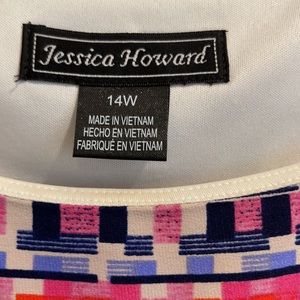 Jessica Howard
14W
MADE IN VIETNAM
HECHO EN VIETNAM
FABRIQUÉ EN VIETNAM